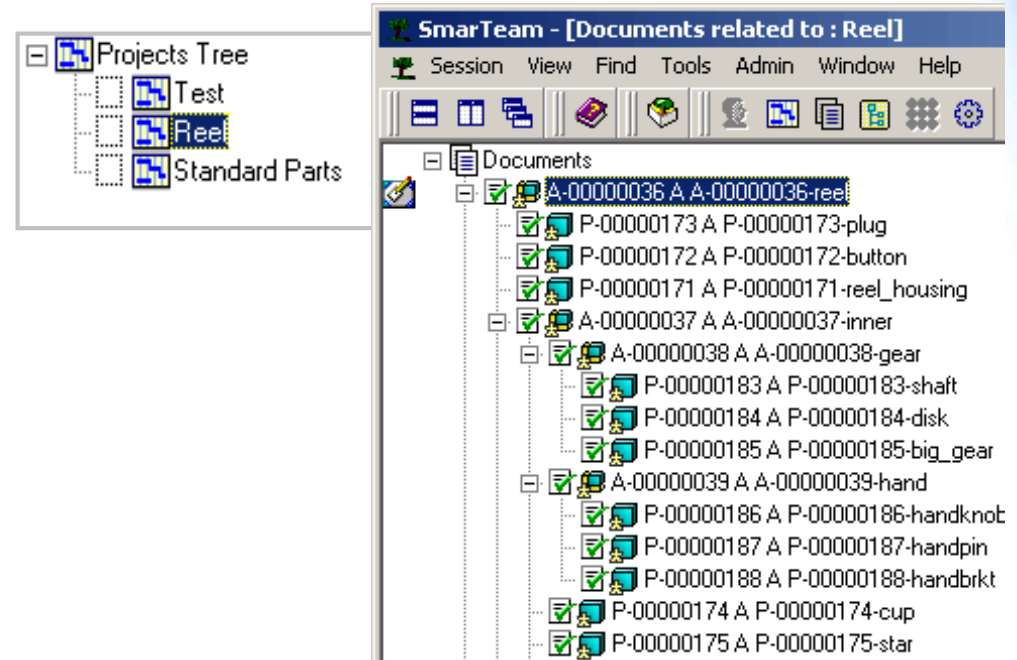 Projects Tree
Test
Reel
Standard Parts
SmarTeam - [Documents related to : Reel]
Session View Find Tools Admin Window Help
Documents
A-00000036 A A-00000036-reel
P-00000173 A P-00000173-plug
P-00000172 A P-00000172-button
P-00000171 A P-00000171-reel_housing
A-00000037 A A-00000037-inner
A-00000038 A A-00000038-gear
P-00000183 A P-00000183-shaft
P-00000184 A P-00000184-disk
P-00000185 A P-00000185-big_gear
A-00000039 A A-00000039-hand
P-00000186 A P-00000186-handknob
P-00000187 A P-00000187-handpin
P-00000188 A P-00000188-handbrkt
P-00000174 A P-00000174-cup
P-00000175 A P-00000175-star